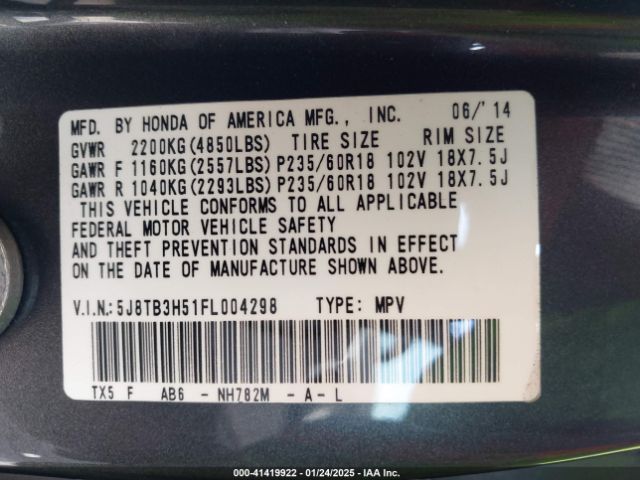 MFD. BY HONDA OF AMERICA MFG., INC. 06/'14
GVWR 2200KG(4850LBS) TIRE SIZE RIM SIZE
GAWR F 1160KG(2557LBS) P235/60R18 102V 18X7.5J
GAWR R 1040KG(2293LBS) P235/60R18 102V 18X7.5J
THIS VEHICLE CONFORMS TO ALL APPLICABLE
FEDERAL MOTOR VEHICLE SAFETY
AND THEFT PREVENTION STANDARDS IN EFFECT
ON THE DATE OF MANUFACTURE SHOWN ABOVE.
V.I.N.:5J8TB3H51FL004298 TYPE: MPV
TX5 F AB6 - NH782M - A - L
000-41419922 - 01/24/2025 - IAA Inc.